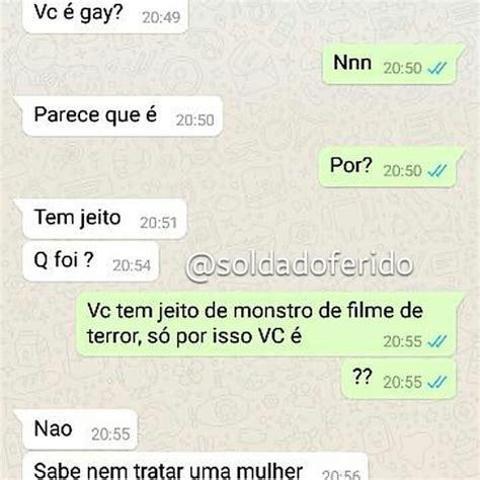 Vc é gay? 20:49
Nnn 20:50
Parece que é 20:50
Por? 20:50
Tem jeito 20:51
Q foi ? 20:54
@soldadoferido
Vc tem jeito de monstro de filme de
terror, só por isso VC é 20:55
?? 20:55
Nao 20:55
Sabe nem tratar uma mulher 20:56